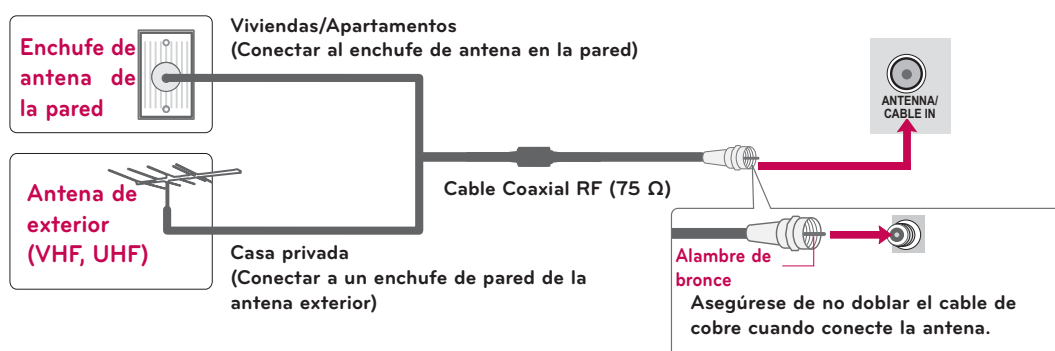 Viviendas/Apartamentos
(Conectar al enchufe de antena en la pared)
Enchufe de
antena de
la pared
ANTENNA/
CABLE IN
Antena de
exterior
(VHF, UHF)
Cable Coaxial RF (75 Ω)
Casa privada
(Conectar a un enchufe de pared de la
antena exterior)
Alambre de
bronce
Asegúrese de no doblar el cable de
cobre cuando conecte la antena.